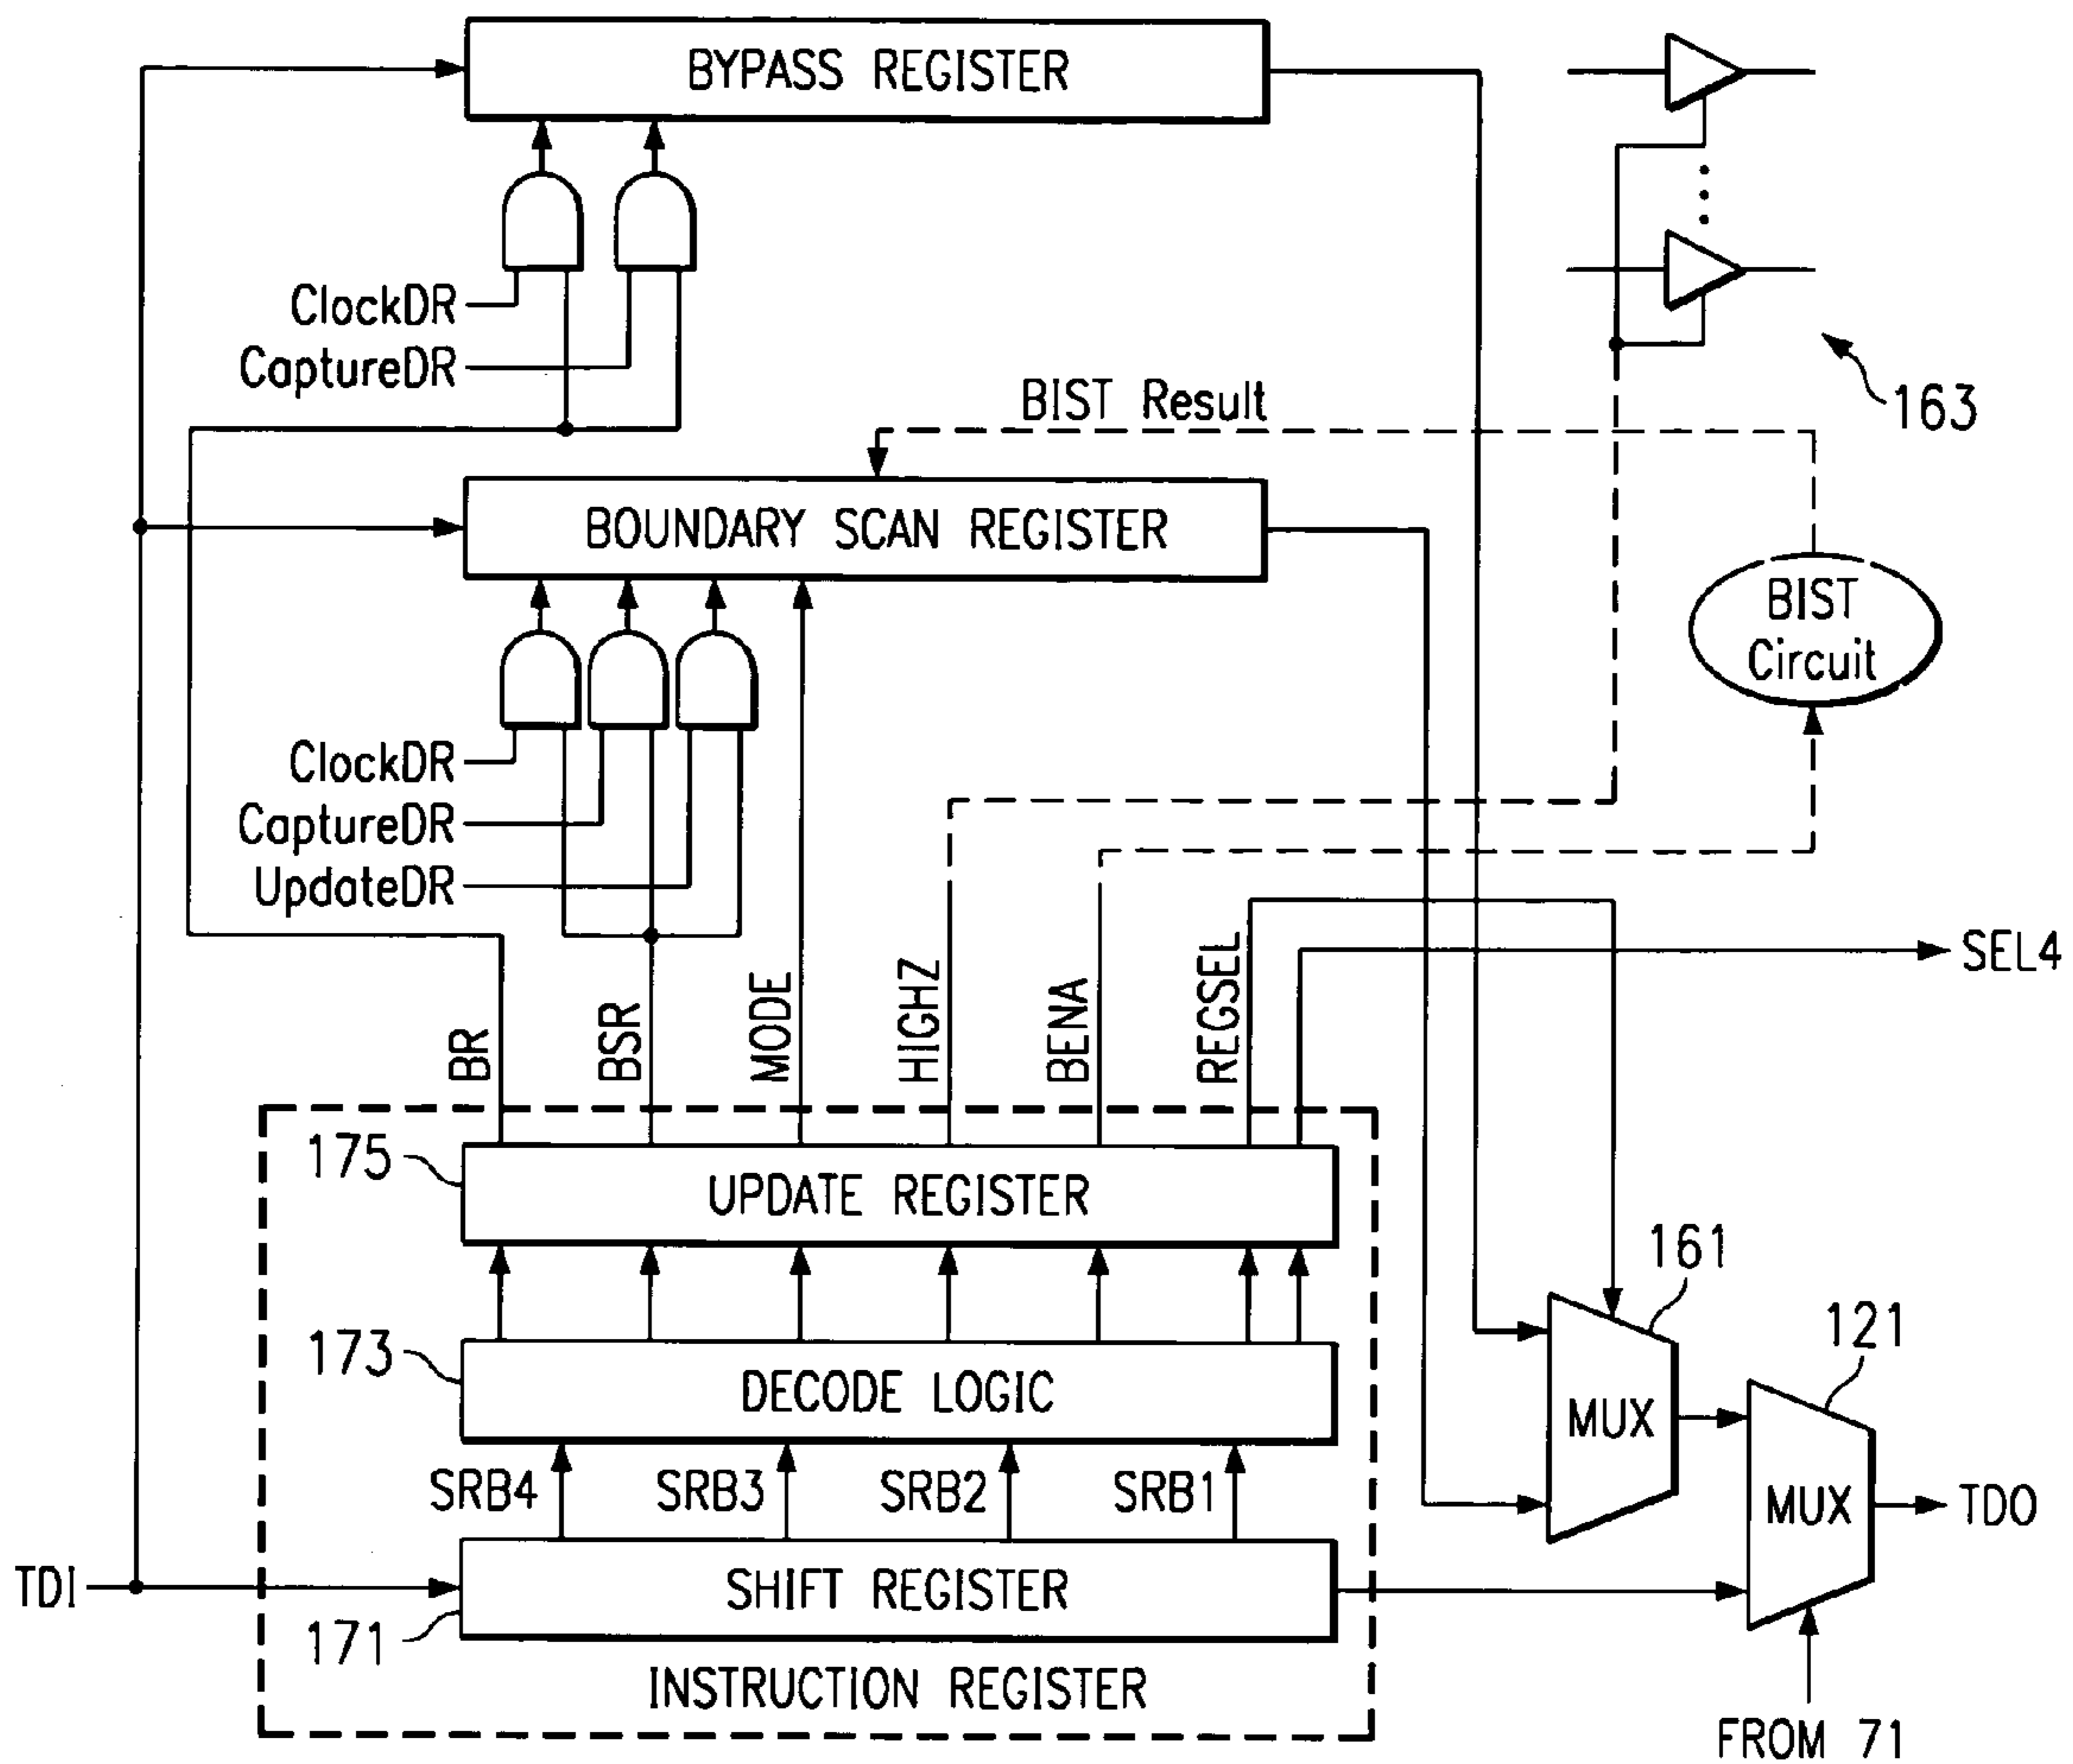 BYPASS REGISTER
ClockDR
CaptureDR
163
BIST Result
BOUNDARY SCAN REGISTER
BIST
Circuit
ClockDR
CaptureDR
UpdateDR
SEL4
BR
BSR
MODE
HIGHZ
BENA
REGSEL
175
UPDATE REGISTER
161
121
173
DECODE LOGIC
MUX
SRB4
SRB3
SRB2
SRB1
MUX
TDO
TDI
SHIFT REGISTER
171
INSTRUCTION REGISTER
FROM 71